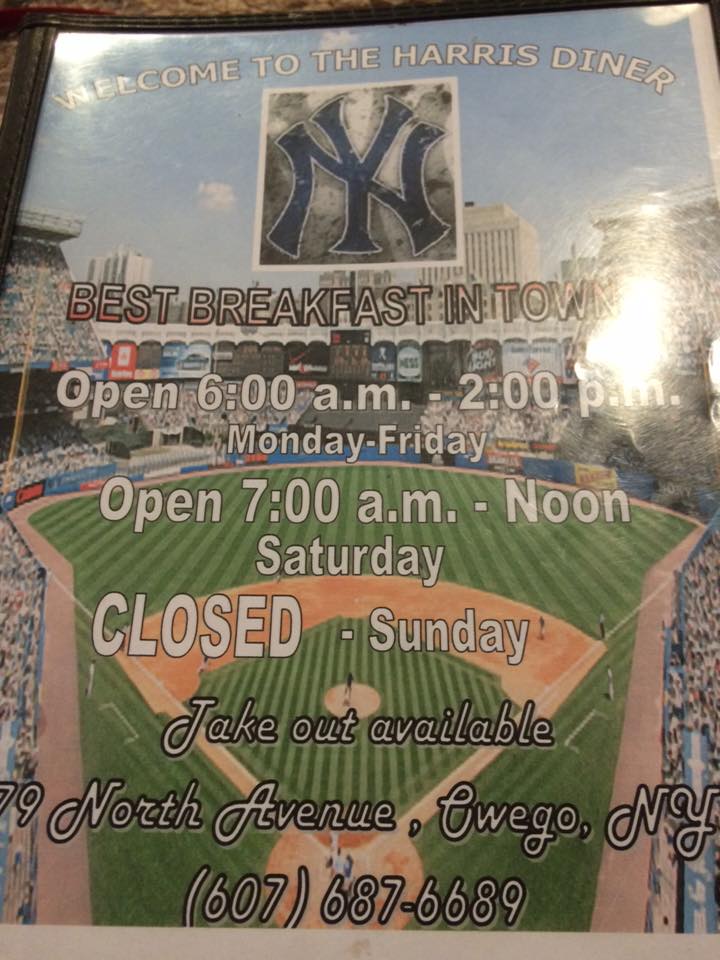 WELCOME TO THE HARRIS DINER
NY
BEST BREAKFAST IN TOWN
Open 6:00 a.m. - 2:00 p.m.
Monday-Friday
Open 7:00 a.m. - Noon
Saturday
CLOSED - Sunday
Take out available
79 North Avenue , Owego, NY
(607) 687-6689